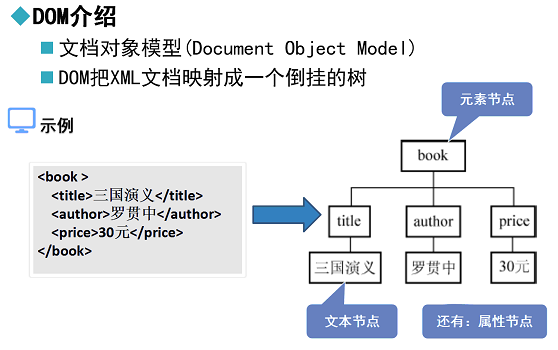 DOM介绍
文档对象模型(Document Object Model)
DOM把XML文档映射成一个倒挂的树
示例
元素节点
<book >
<title>三国演义</title>
<author>罗贯中</author>
<price>30元</price>
</book>
book
title author price
三国演义 罗贯中 30元
文本节点 还有：属性节点